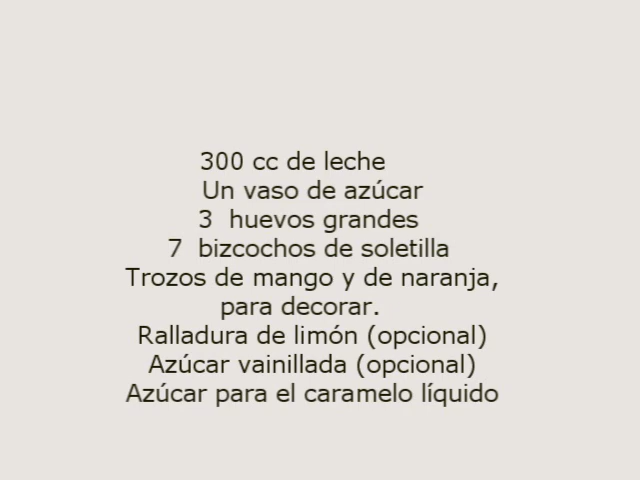 300 cc de leche
Un vaso de azúcar
3 huevos grandes
7 bizcochos de soletilla
Trozos de mango y de naranja,
para decorar.
Ralladura de limón (opcional)
Azúcar vainillada (opcional)
Azúcar para el caramelo líquido